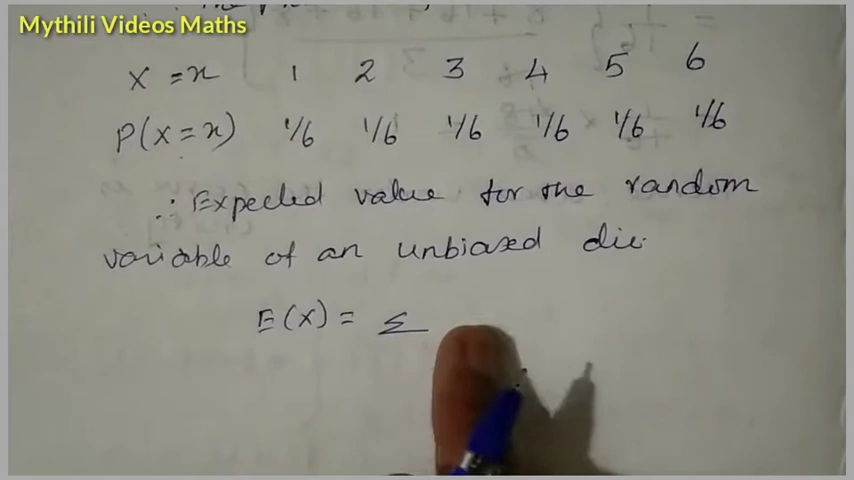 Mythili Videos Maths
X = x 1 2 3 4 5 6
P(X = x) 1/6 1/6 1/6 1/6 1/6 1/6
∴ Expected value for the random
variable of an unbiased die
E(X) = Σ